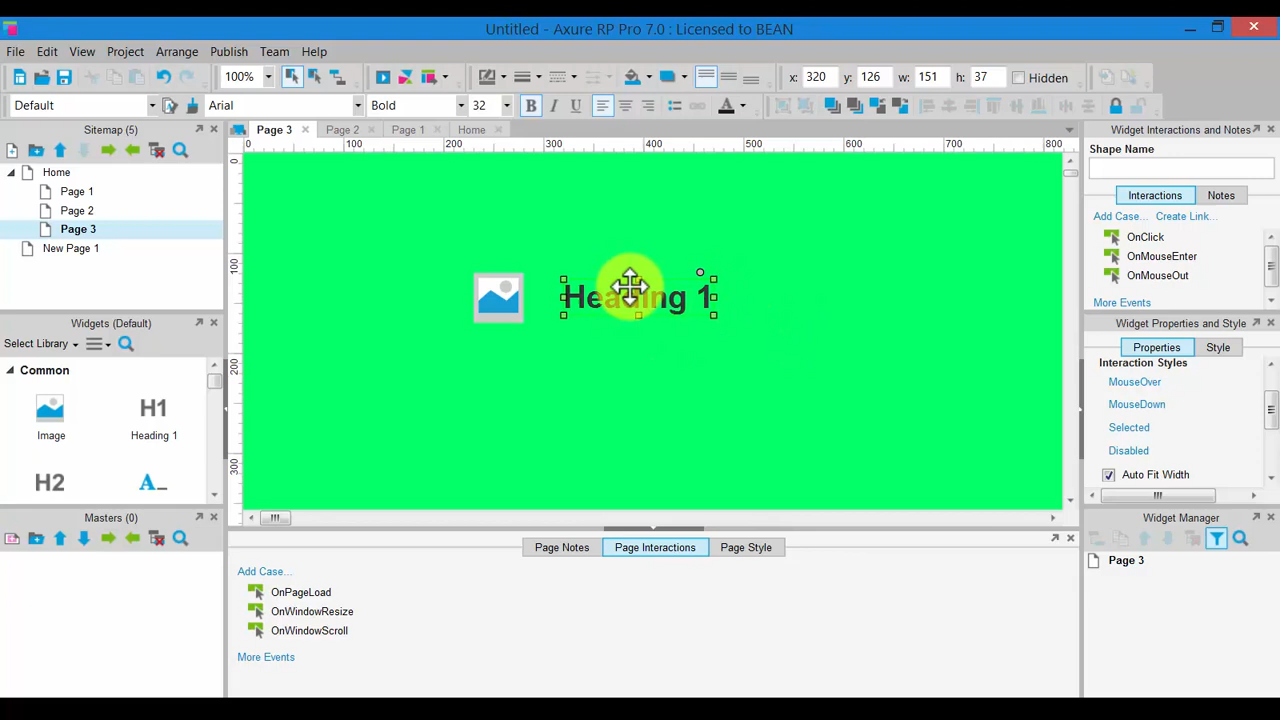 Untitled - Axure RP Pro 7.0 : Licensed to BEAN
File Edit View Project Arrange Publish Team Help
100% x: 320 y: 126 w: 151 h: 37 Hidden
Default Arial Bold 32 B I U A
Sitemap (5)
Home
Page 1
Page 2
Page 3
New Page 1
Widgets (Default)
Select Library
Common
Image
H1
Heading 1
H2
A_
Masters (0)
Page 3 Page 2 Page 1 Home
0 100 200 300 400 500 600 700 800
0
100
200
300
Heading 1
Page Notes Page Interactions Page Style
Add Case...
OnPageLoad
OnWindowResize
OnWindowScroll
More Events
Widget Interactions and Notes
Shape Name
Interactions Notes
Add Case... Create Link...
OnClick
OnMouseEnter
OnMouseOut
More Events
Widget Properties and Style
Properties Style
Interaction Styles
MouseOver
MouseDown
Selected
Disabled
Auto Fit Width
Widget Manager
Page 3